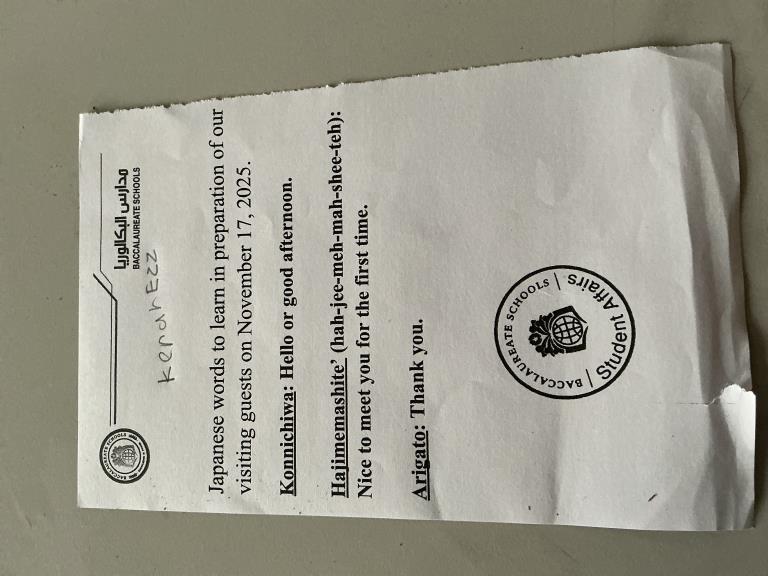 مدارس البكالوريا
BACCALAUREATE SCHOOLS
Kenah Ezz
Japanese words to learn in preparation of our
visiting guests on November 17, 2025.
Konnichiwa: Hello or good afternoon.
Hajimemashite’ (hah-jee-meh-mah-shee-teh):
Nice to meet you for the first time.
Arigato: Thank you.
BACCALAUREATE SCHOOLS
Student Affairs